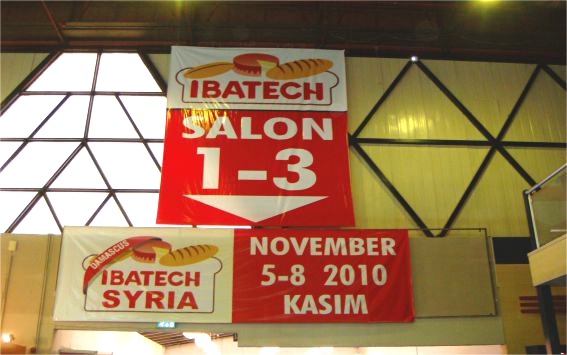 IBATECH
SALON
1-3
DAMASCUS
IBATECH
SYRIA
NOVEMBER
5-8 2010
KASIM